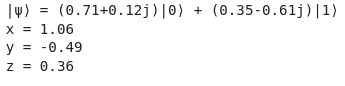 |ψ⟩ = (0.71+0.12j)|0⟩ + (0.35-0.61j)|1⟩
x = 1.06
y = -0.49
z = 0.36